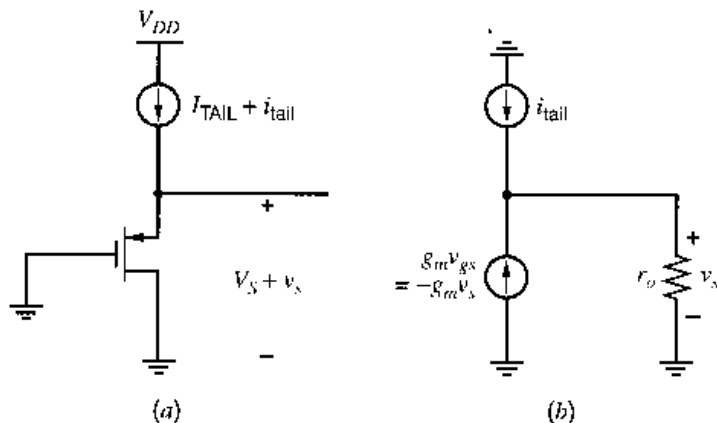 V_DD
I_TAIL + i_tail
+
V_S + v_s
−
(a)
i_tail
g_m v_gs
= −g_m v_s
+
r_o v_s
−
(b)